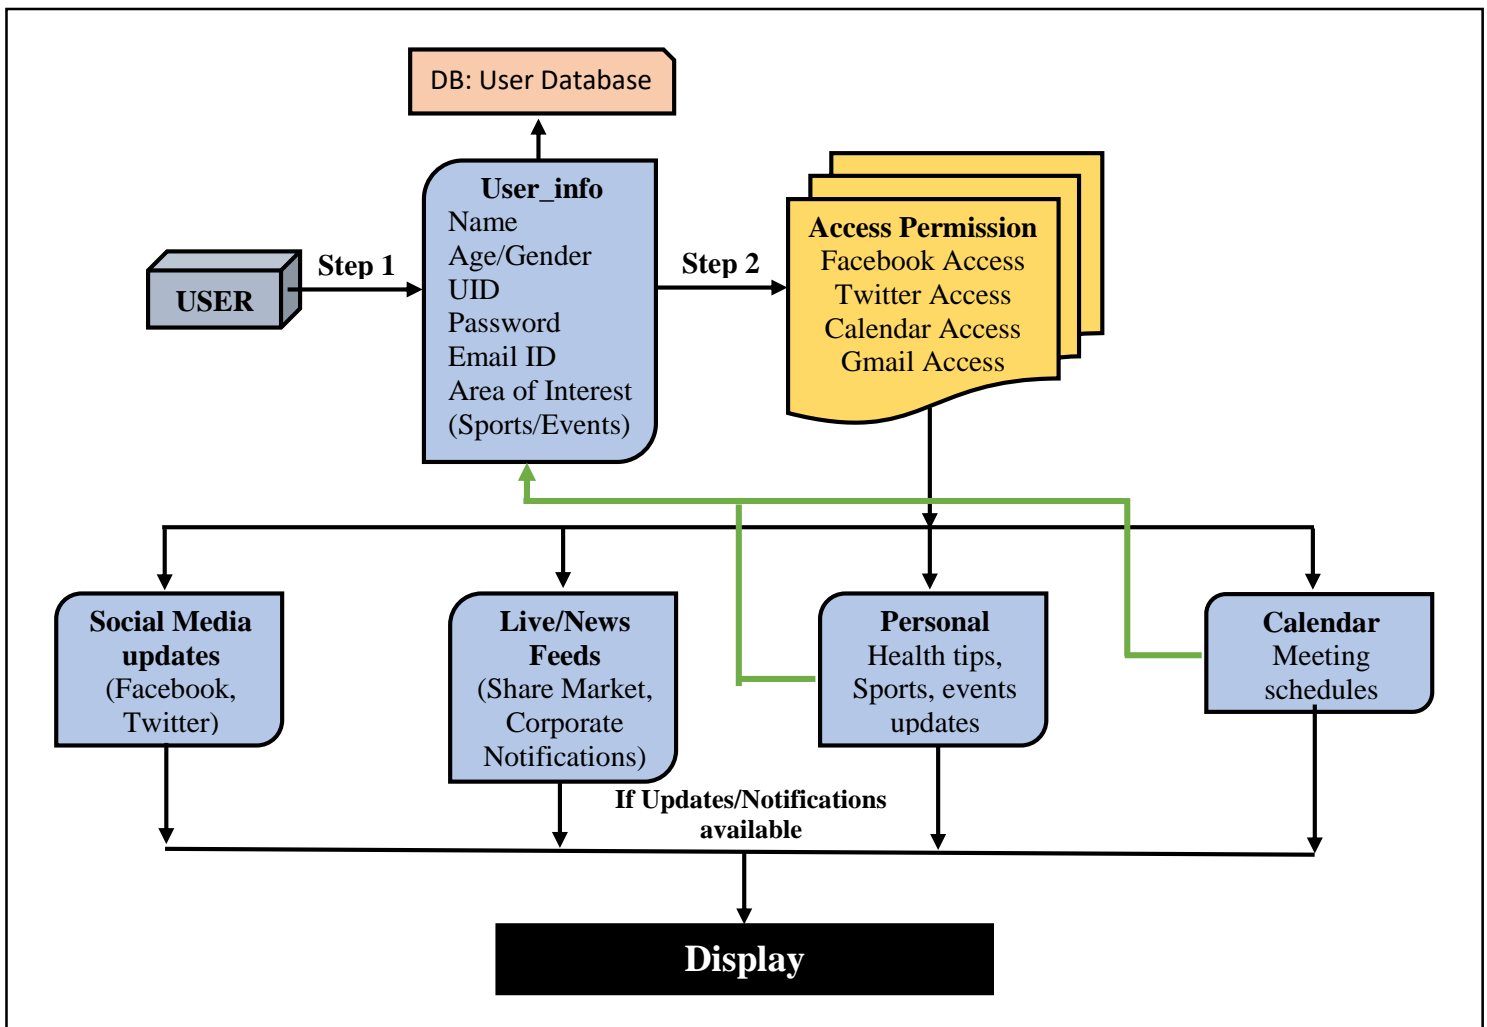 DB: User Database
User_info
Name
Age/Gender
UID
Password
Email ID
Area of Interest
(Sports/Events)
USER
Step 1
Step 2
Access Permission
Facebook Access
Twitter Access
Calendar Access
Gmail Access
Social Media
updates
(Facebook,
Twitter)
Live/News
Feeds
(Share Market,
Corporate
Notifications)
Personal
Health tips,
Sports, events
updates
Calendar
Meeting
schedules
If Updates/Notifications
available
Display